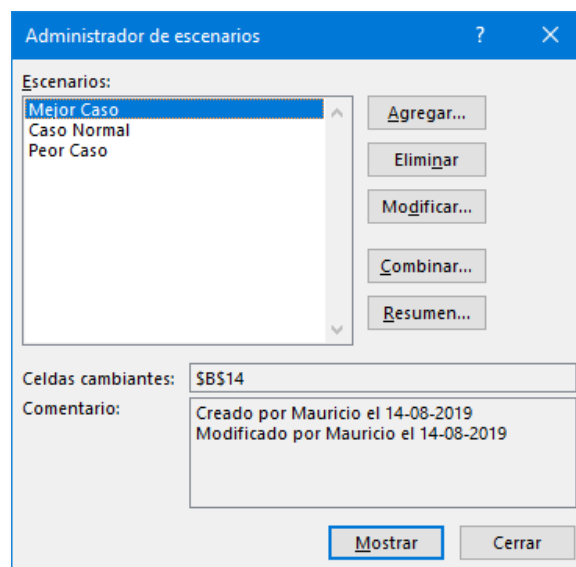 Administrador de escenarios ? ×
Escenarios:
Mejor Caso
Caso Normal
Peor Caso
Agregar...
Eliminar
Modificar...
Combinar...
Resumen...
Celdas cambiantes: $B$14
Comentario: Creado por Mauricio el 14-08-2019
Modificado por Mauricio el 14-08-2019
Mostrar Cerrar